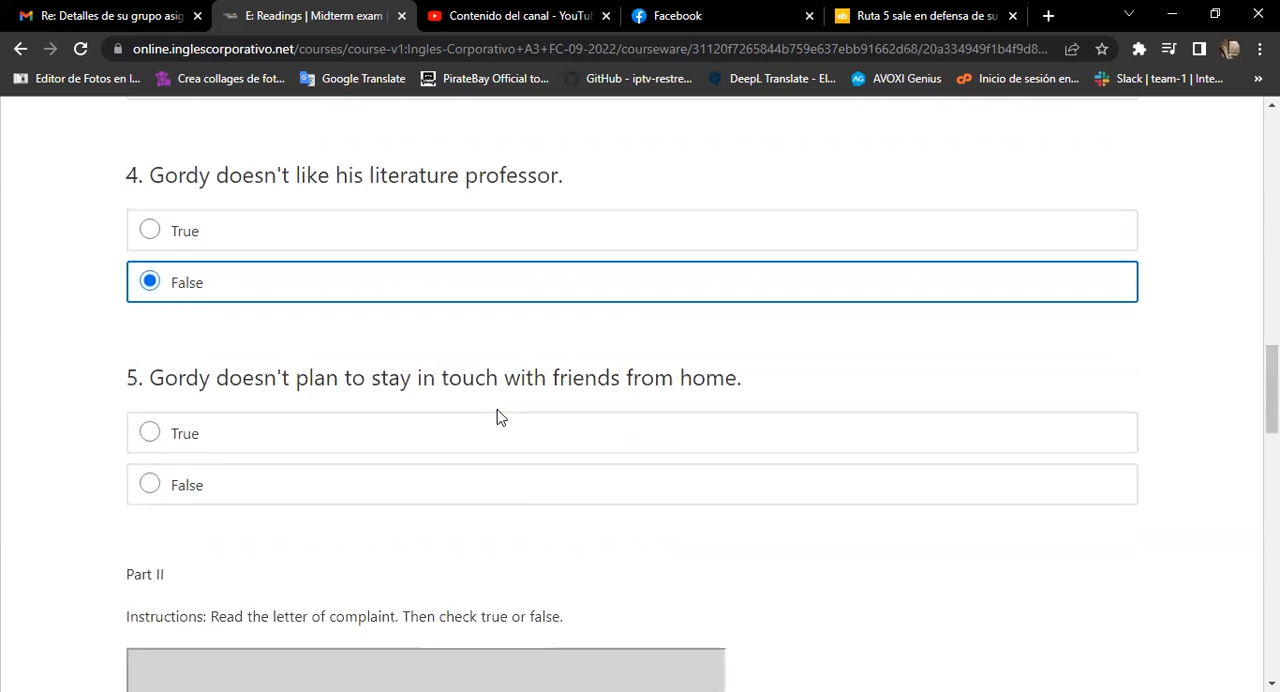 Re: Detalles de su grupo asig
E: Readings | Midterm exam
Contenido del canal - YouTu
Facebook
Ruta 5 sale en defensa de su
online.inglescorporativo.net/courses/course-v1:Ingles-Corporativo+A3+FC-09-2022/courseware/31120f7265844b759e637ebb91662d68/20a334949f1b4f9d8...
Editor de Fotos en l...
Crea collages de fot...
Google Translate
PirateBay Official to...
GitHub - iptv-restre...
DeepL Translate - El...
AVOXI Genius
Inicio de sesión en...
Slack | team-1 | Inte...
»
4. Gordy doesn't like his literature professor.
True
False
5. Gordy doesn't plan to stay in touch with friends from home.
True
False
Part II
Instructions: Read the letter of complaint. Then check true or false.